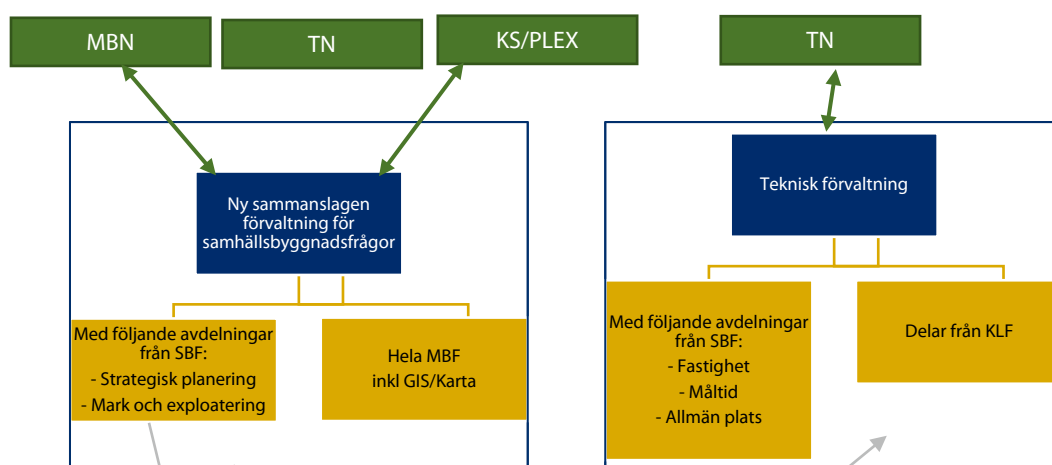 MBN
TN
KS/PLEX
TN
Ny sammanslagen
förvaltning för
samhällsbyggnadsfrågor
Teknisk förvaltning
Med följande avdelningar
från SBF:
- Strategisk planering
- Mark och exploatering
Hela MBF
inkl GIS/Karta
Med följande avdelningar
från SBF:
- Fastighet
- Måltid
- Allmän plats
Delar från KLF